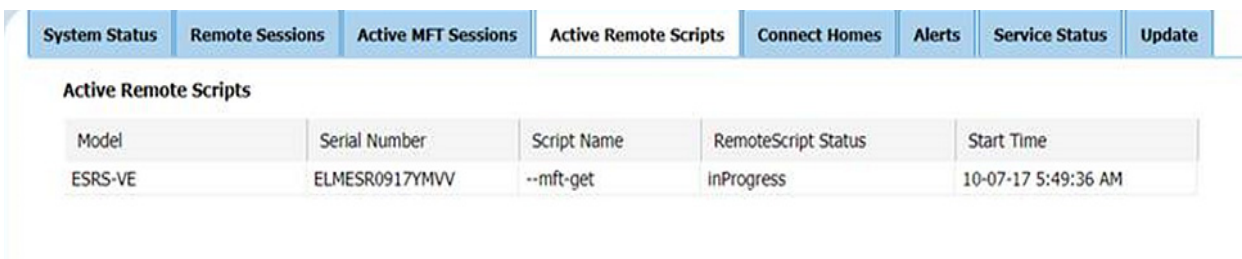 System Status Remote Sessions Active MFT Sessions Active Remote Scripts Connect Homes Alerts Service Status Update
Active Remote Scripts
Model Serial Number Script Name RemoteScript Status Start Time
ESRS-VE ELMESR0917YMVV --mft-get inProgress 10-07-17 5:49:36 AM